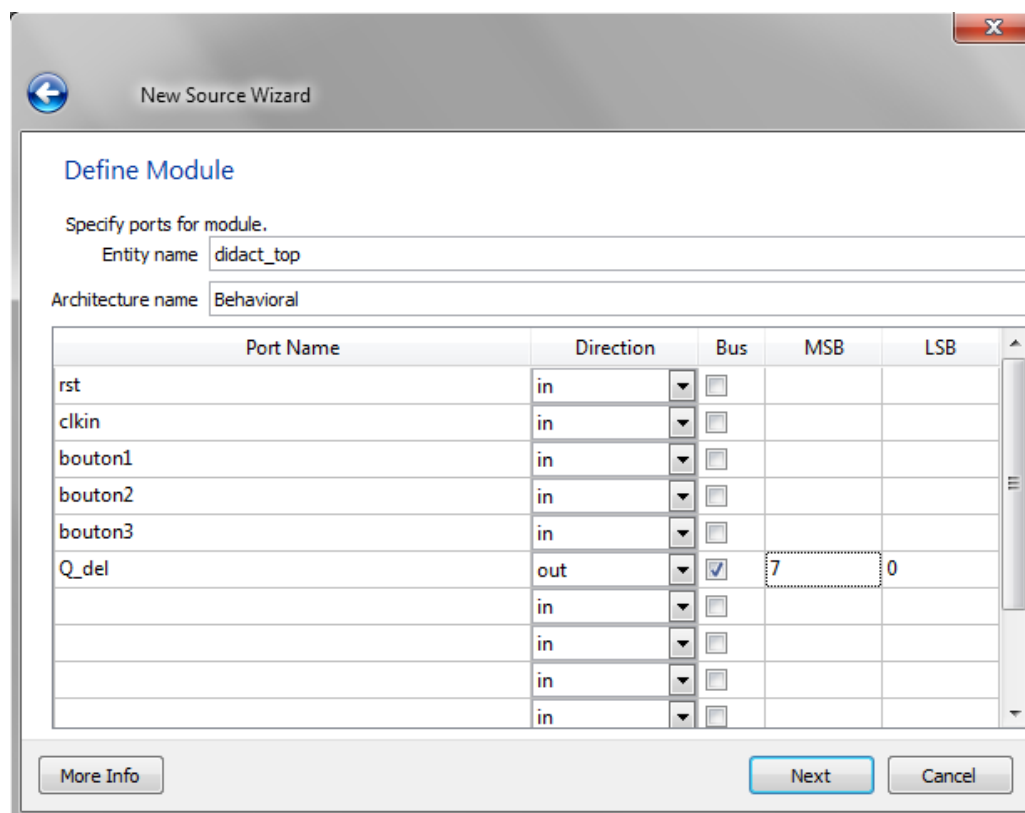 New Source Wizard
Define Module
Specify ports for module.
Entity name didact_top
Architecture name Behavioral
Port Name Direction Bus MSB LSB
rst in
clkin in
bouton1 in
bouton2 in
bouton3 in
Q_del out 7 0
in
in
in
in
More Info Next Cancel